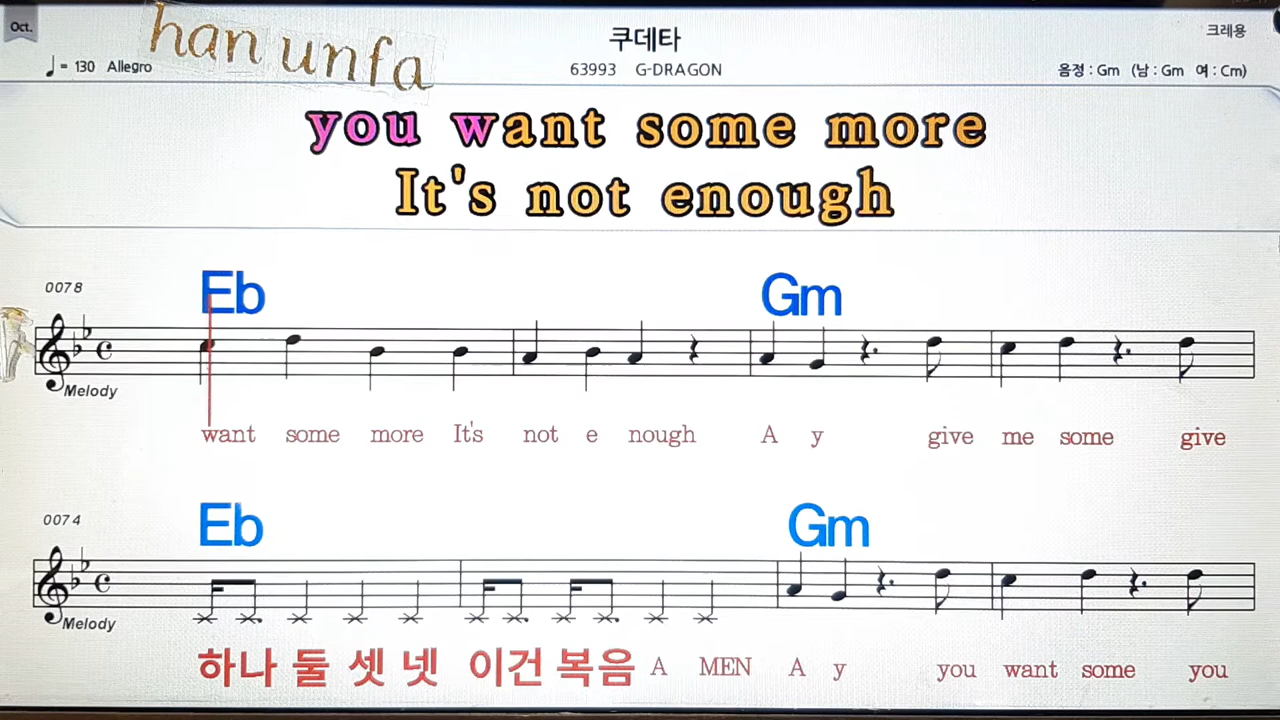 Oct.
han unfa
쿠데타
크레용
♩= 130 Allegro
63993 G-DRAGON
음정 : Gm (남 : Gm 여 : Cm)
you want some more
It's not enough
0078
Eb Gm
Melody
want some more It's not e nough A y give me some give
0074
Eb Gm
Melody
하나 둘 셋 넷 이건 복음 A MEN A y you want some you